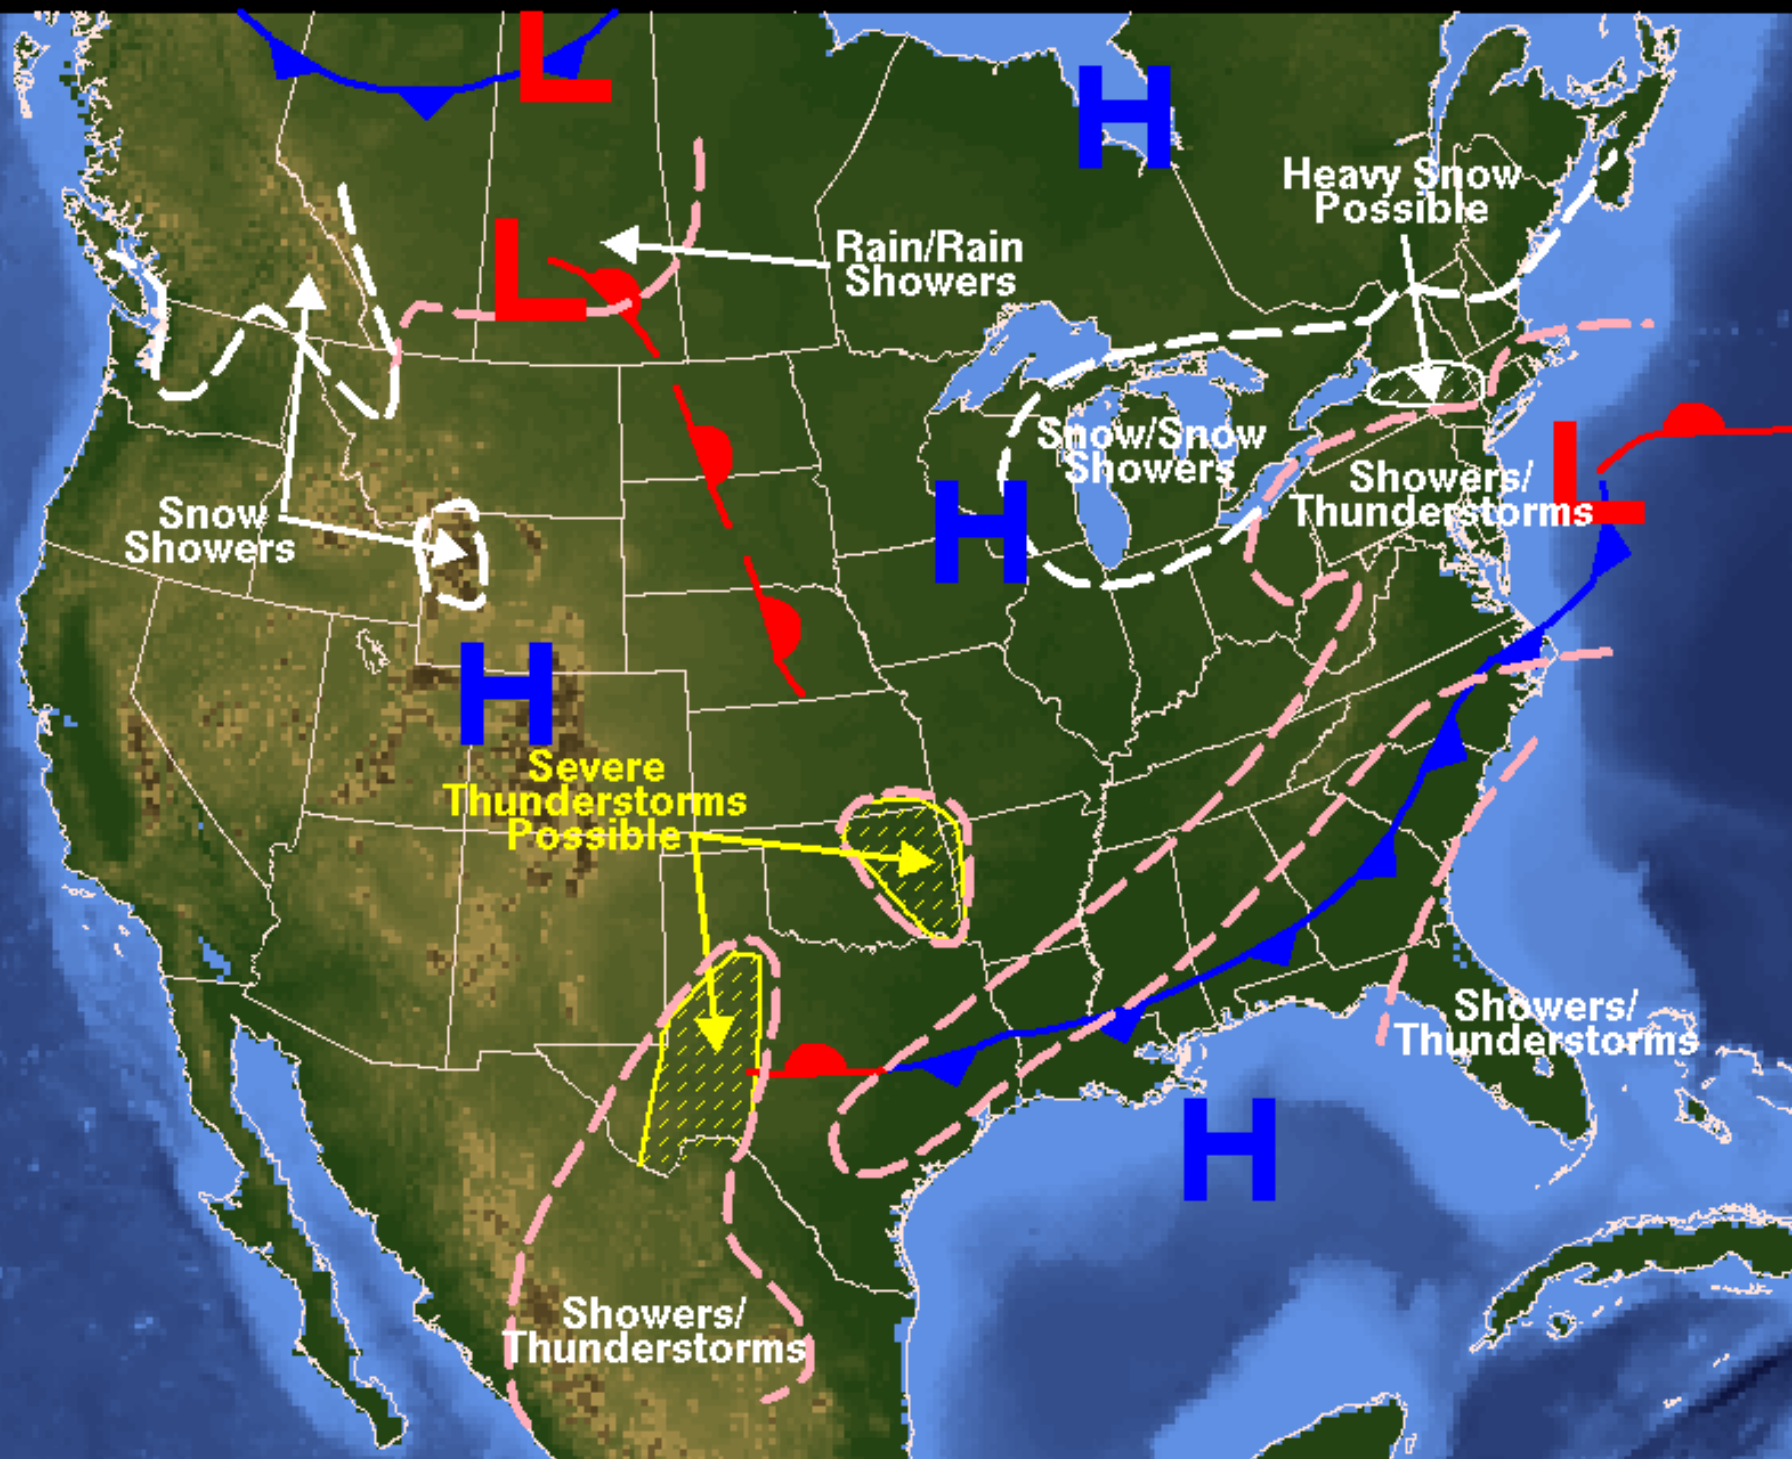 L
H
Heavy Snow
Possible
L
Rain/Rain
Showers
Snow/Snow
Showers
L
Showers/
Thunderstorms
H
Snow
Showers
H
Severe
Thunderstorms
Possible
Showers/
Thunderstorms
H
Showers/
Thunderstorms